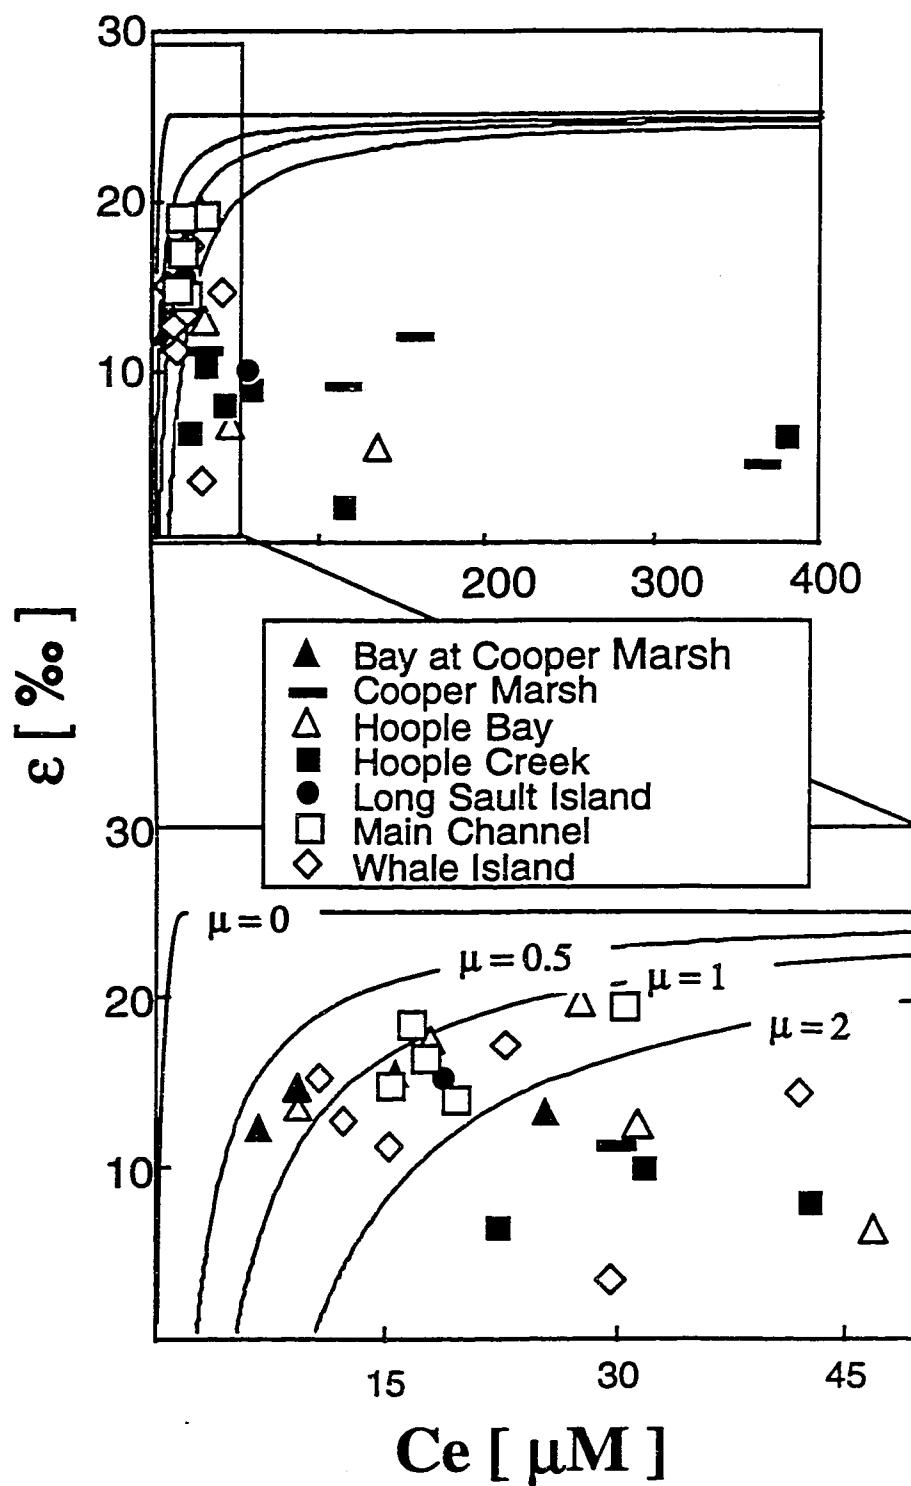 30
20
10
200 300 400
ε [ ‰ ]
Bay at Cooper Marsh
Cooper Marsh
Hoople Bay
Hoople Creek
Long Sault Island
Main Channel
Whale Island
30
μ = 0
μ = 0.5
20
μ = 1
μ = 2
10
15 30 45
Ce [ μM ]